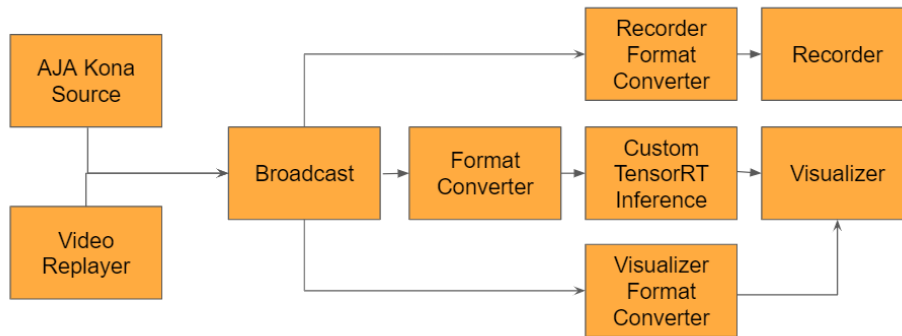 AJA Kona
Source
Video
Replayer
Broadcast
Recorder
Format
Converter
Recorder
Format
Converter
Custom
TensorRT
Inference
Visualizer
Visualizer
Format
Converter